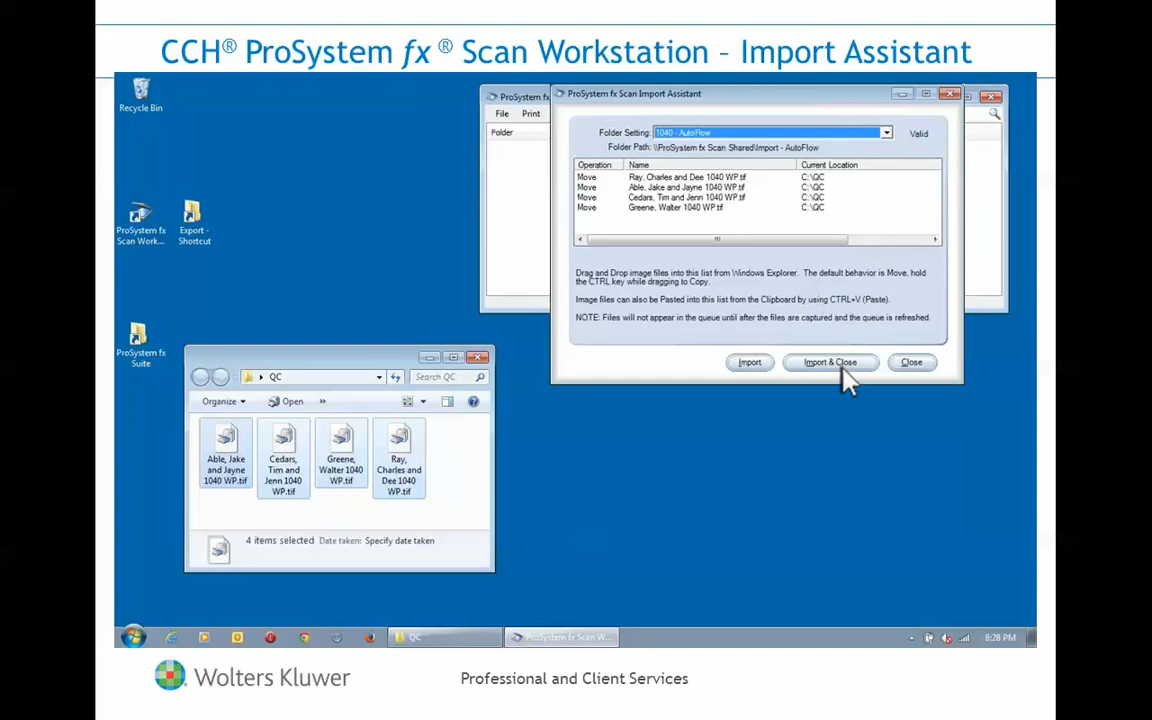 CCH® ProSystem fx ® Scan Workstation – Import Assistant
Recycle Bin
ProSystem fx
Scan Work...
Export -
Shortcut
ProSystem fx
Suite
ProSystem fx
File Print
Folder
ProSystem fx Scan Import Assistant
Folder Setting: 1040 - AutoFlow Valid
Folder Path: \\ProSystem fx Scan Shared\Import - AutoFlow
Operation Name Current Location
Move Ray, Charles and Dee 1040 WP.tif C:\QC
Move Able, Jake and Jayne 1040 WP.tif C:\QC
Move Cedars, Tim and Jenn 1040 WP.tif C:\QC
Move Greene, Walter 1040 WP.tif C:\QC
Drag and Drop image files into this list from Windows Explorer. The default behavior is Move, hold
the CTRL key while dragging to Copy.
Image files can also be Pasted into this list from the Clipboard by using CTRL+V (Paste).
NOTE: Files will not appear in the queue until after the files are captured and the queue is refreshed.
Import Import & Close Close
QC Search QC
Organize Open »
Able, Jake
and Jayne
1040 WP.tif
Cedars,
Tim and
Jenn 1040
WP.tif
Greene,
Walter 1040
WP.tif
Ray,
Charles and
Dee 1040
WP.tif
4 items selected Date taken: Specify date taken
QC ProSystem fx Scan W... 8:28 PM
Wolters Kluwer Professional and Client Services